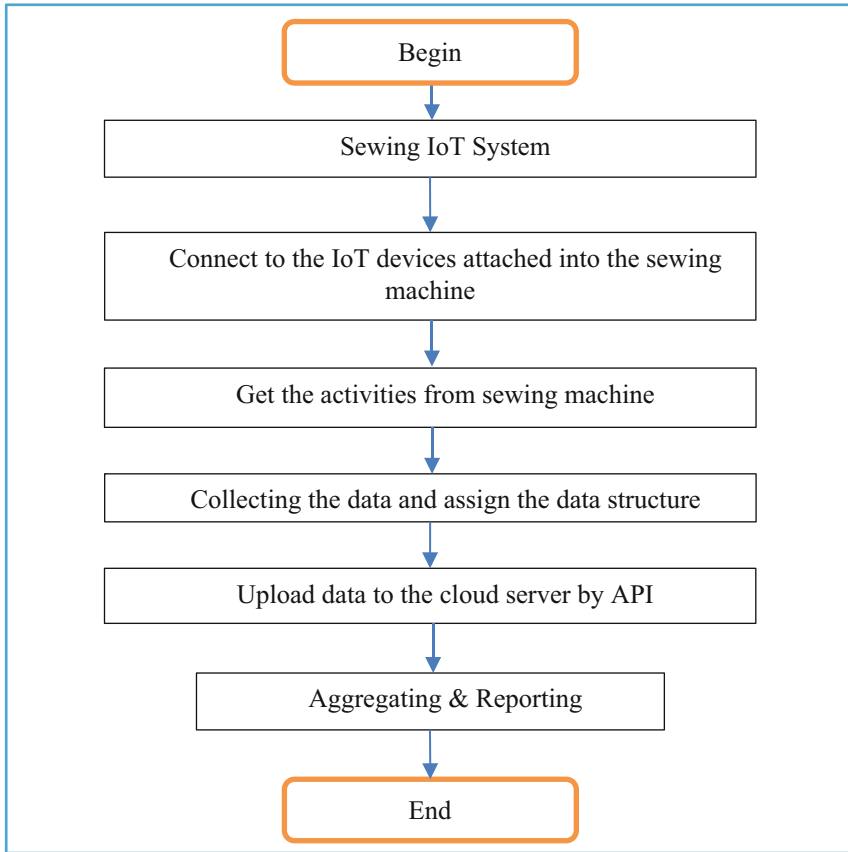 Begin
Sewing IoT System
Connect to the IoT devices attached into the sewing
machine
Get the activities from sewing machine
Collecting the data and assign the data structure
Upload data to the cloud server by API
Aggregating & Reporting
End